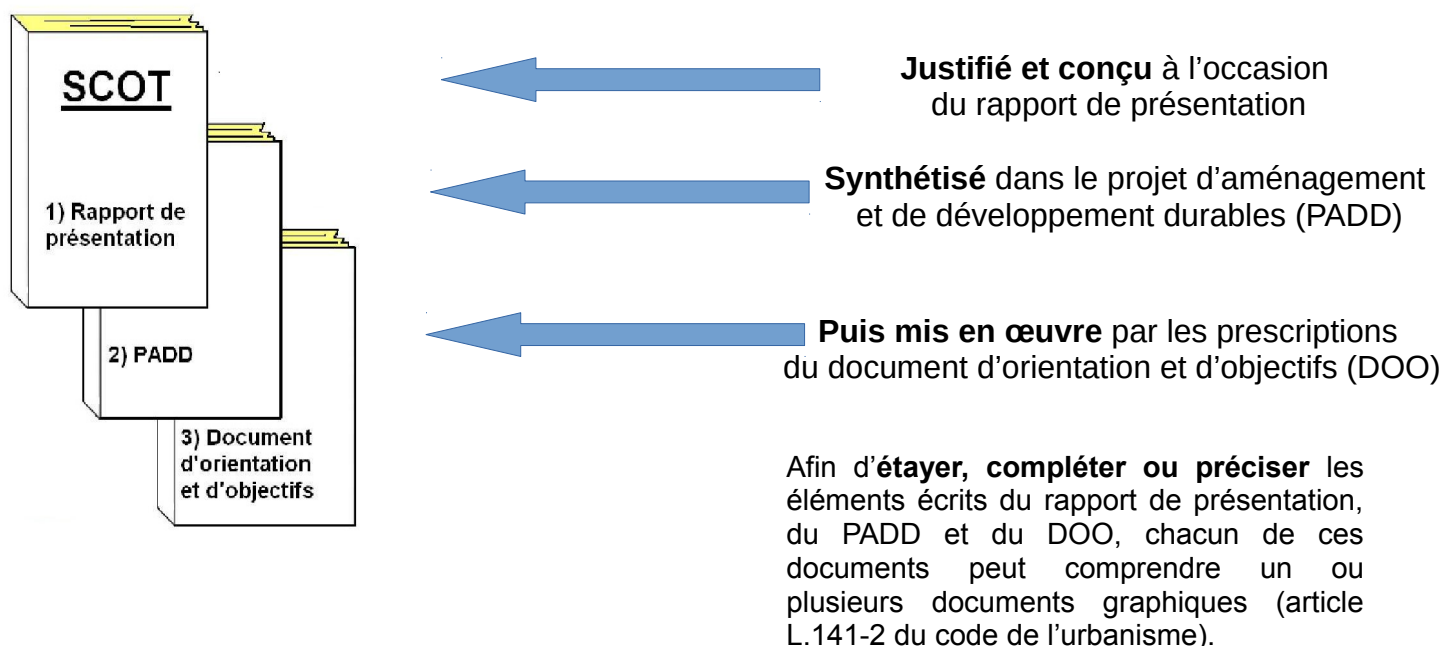 SCOT
1) Rapport de
présentation
2) PADD
3) Document
d'orientation
et d'objectifs
Justifié et conçu à l’occasion
du rapport de présentation
Synthétisé dans le projet d’aménagement
et de développement durables (PADD)
Puis mis en œuvre par les prescriptions
du document d’orientation et d’objectifs (DOO)
Afin d’étayer, compléter ou préciser les
éléments écrits du rapport de présentation,
du PADD et du DOO, chacun de ces
documents peut comprendre un ou
plusieurs documents graphiques (article
L.141-2 du code de l’urbanisme).